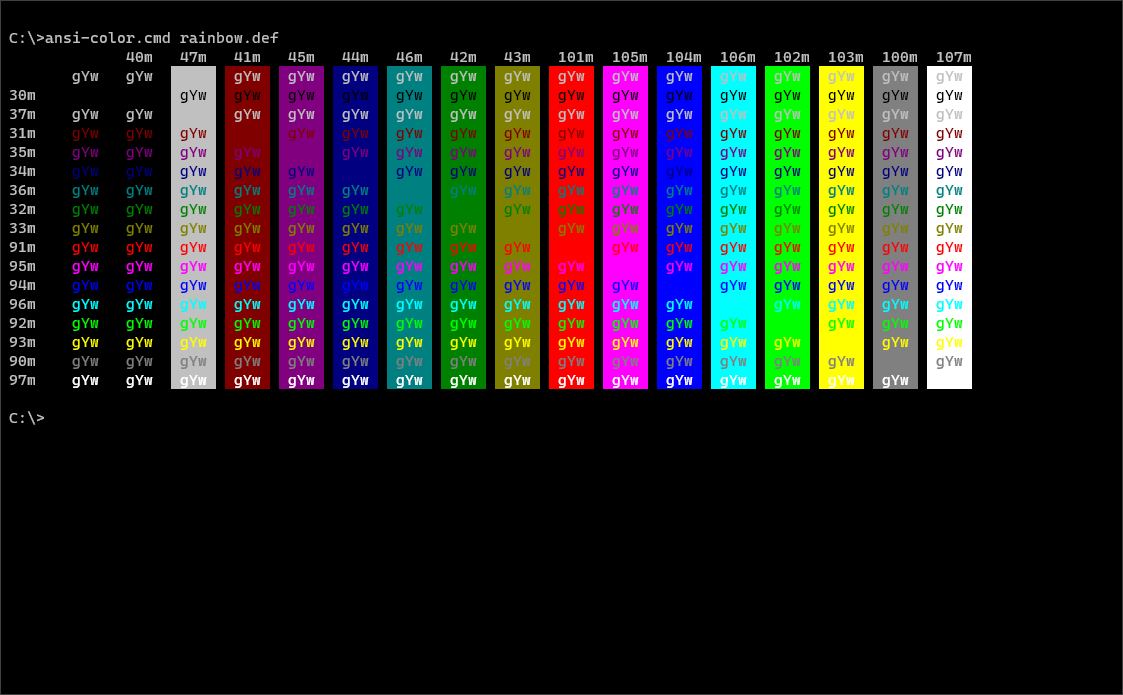 C:\>ansi-color.cmd rainbow.def
40m 47m 41m 45m 44m 46m 42m 43m 101m 105m 104m 106m 102m 103m 100m 107m
gYw gYw gYw gYw gYw gYw gYw gYw gYw gYw gYw gYw gYw gYw gYw gYw
30m gYw gYw gYw gYw gYw gYw gYw gYw gYw gYw gYw gYw gYw gYw gYw
37m gYw gYw gYw gYw gYw gYw gYw gYw gYw gYw gYw gYw gYw gYw gYw gYw
31m gYw gYw gYw gYw gYw gYw gYw gYw gYw gYw gYw gYw gYw gYw gYw gYw
35m gYw gYw gYw gYw gYw gYw gYw gYw gYw gYw gYw gYw gYw gYw gYw gYw
34m gYw gYw gYw gYw gYw gYw gYw gYw gYw gYw gYw gYw gYw gYw gYw gYw
36m gYw gYw gYw gYw gYw gYw gYw gYw gYw gYw gYw gYw gYw gYw gYw gYw
32m gYw gYw gYw gYw gYw gYw gYw gYw gYw gYw gYw gYw gYw gYw gYw gYw
33m gYw gYw gYw gYw gYw gYw gYw gYw gYw gYw gYw gYw gYw gYw gYw gYw
91m gYw gYw gYw gYw gYw gYw gYw gYw gYw gYw gYw gYw gYw gYw gYw gYw
95m gYw gYw gYw gYw gYw gYw gYw gYw gYw gYw gYw gYw gYw gYw gYw gYw
94m gYw gYw gYw gYw gYw gYw gYw gYw gYw gYw gYw gYw gYw gYw gYw gYw
96m gYw gYw gYw gYw gYw gYw gYw gYw gYw gYw gYw gYw gYw gYw gYw gYw
92m gYw gYw gYw gYw gYw gYw gYw gYw gYw gYw gYw gYw gYw gYw gYw gYw
93m gYw gYw gYw gYw gYw gYw gYw gYw gYw gYw gYw gYw gYw gYw gYw gYw
90m gYw gYw gYw gYw gYw gYw gYw gYw gYw gYw gYw gYw gYw gYw gYw gYw
97m gYw gYw gYw gYw gYw gYw gYw gYw gYw gYw gYw gYw gYw gYw gYw gYw
C:\>